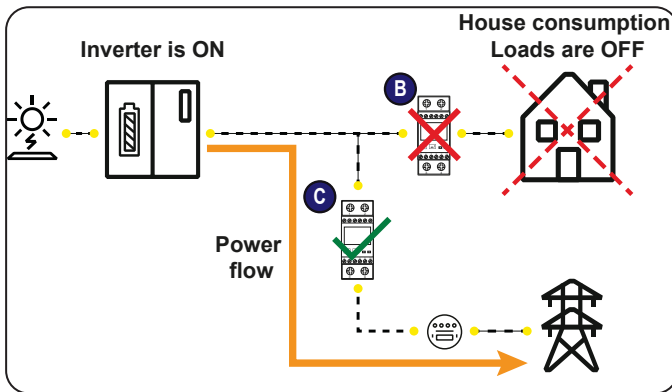 Inverter is ON
House consumption
Loads are OFF
B
C
Power
flow